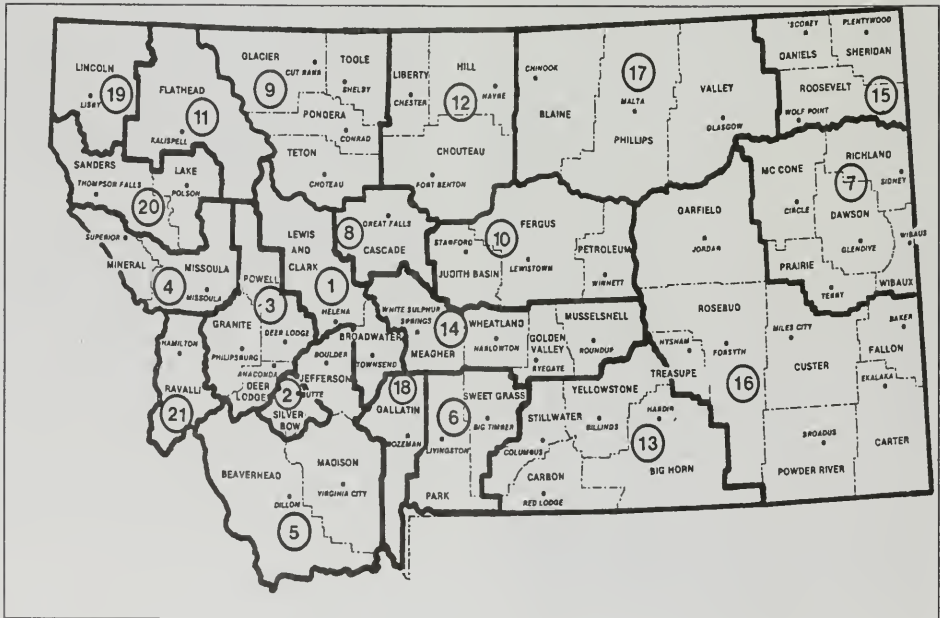 LINCOLN
LIBBY
19
FLATHEAD
11
KALISPELL
GLACIER
CUT BANK
9
TOOLE
SHELBY
PONDERA
CONRAD
TETON
CHOTEAU
LIBERTY
CHESTER
HILL
HAVRE
12
CHOUTEAU
FORT BENTON
CHINOOK
BLAINE
17
MALTA
PHILLIPS
VALLEY
GLASGOW
SCOBEY
DANIELS
PLENTYWOOD
SHERIDAN
ROOSEVELT
WOLF POINT
15
SANDERS
THOMPSON FALLS
LAKE
POLSON
20
SUPERIOR
MINERAL
MISSOULA
4
MISSOULA
POWELL
3
DEER LODGE
GRANITE
PHILIPSBURG
ANACONDA
DEER
LODGE
LEWIS
AND
CLARK
1
HELENA
8
GREAT FALLS
CASCADE
STANFORD
JUDITH BASIN
10
FERGUS
LEWISTOWN
PETROLEUM
WINNETT
GARFIELD
JORDAN
MC CONE
CIRCLE
RICHLAND
SIDNEY
7
DAWSON
GLENDIVE
PRAIRIE
TERRY
WIBAUX
WIBAUX
HAMILTON
RAVALLI
21
2
BUTTE
SILVER
BOW
BOULDER
JEFFERSON
BROADWATER
TOWNSEND
WHITE SULPHUR
SPRINGS
MEAGHER
14
WHEATLAND
HARLOWTON
GOLDEN
VALLEY
RYEGATE
MUSSELSHELL
ROUNDUP
ROSEBUD
FORSYTH
HYSHAM
TREASURE
16
MILES CITY
CUSTER
BAKER
FALLON
EKALAKA
CARTER
BROADUS
POWDER RIVER
BEAVERHEAD
DILLON
5
MADISON
VIRGINIA CITY
18
GALLATIN
BOZEMAN
6
LIVINGSTON
PARK
SWEET GRASS
BIG TIMBER
STILLWATER
COLUMBUS
CARBON
RED LODGE
YELLOWSTONE
BILLINGS
HARDIN
13
BIG HORN